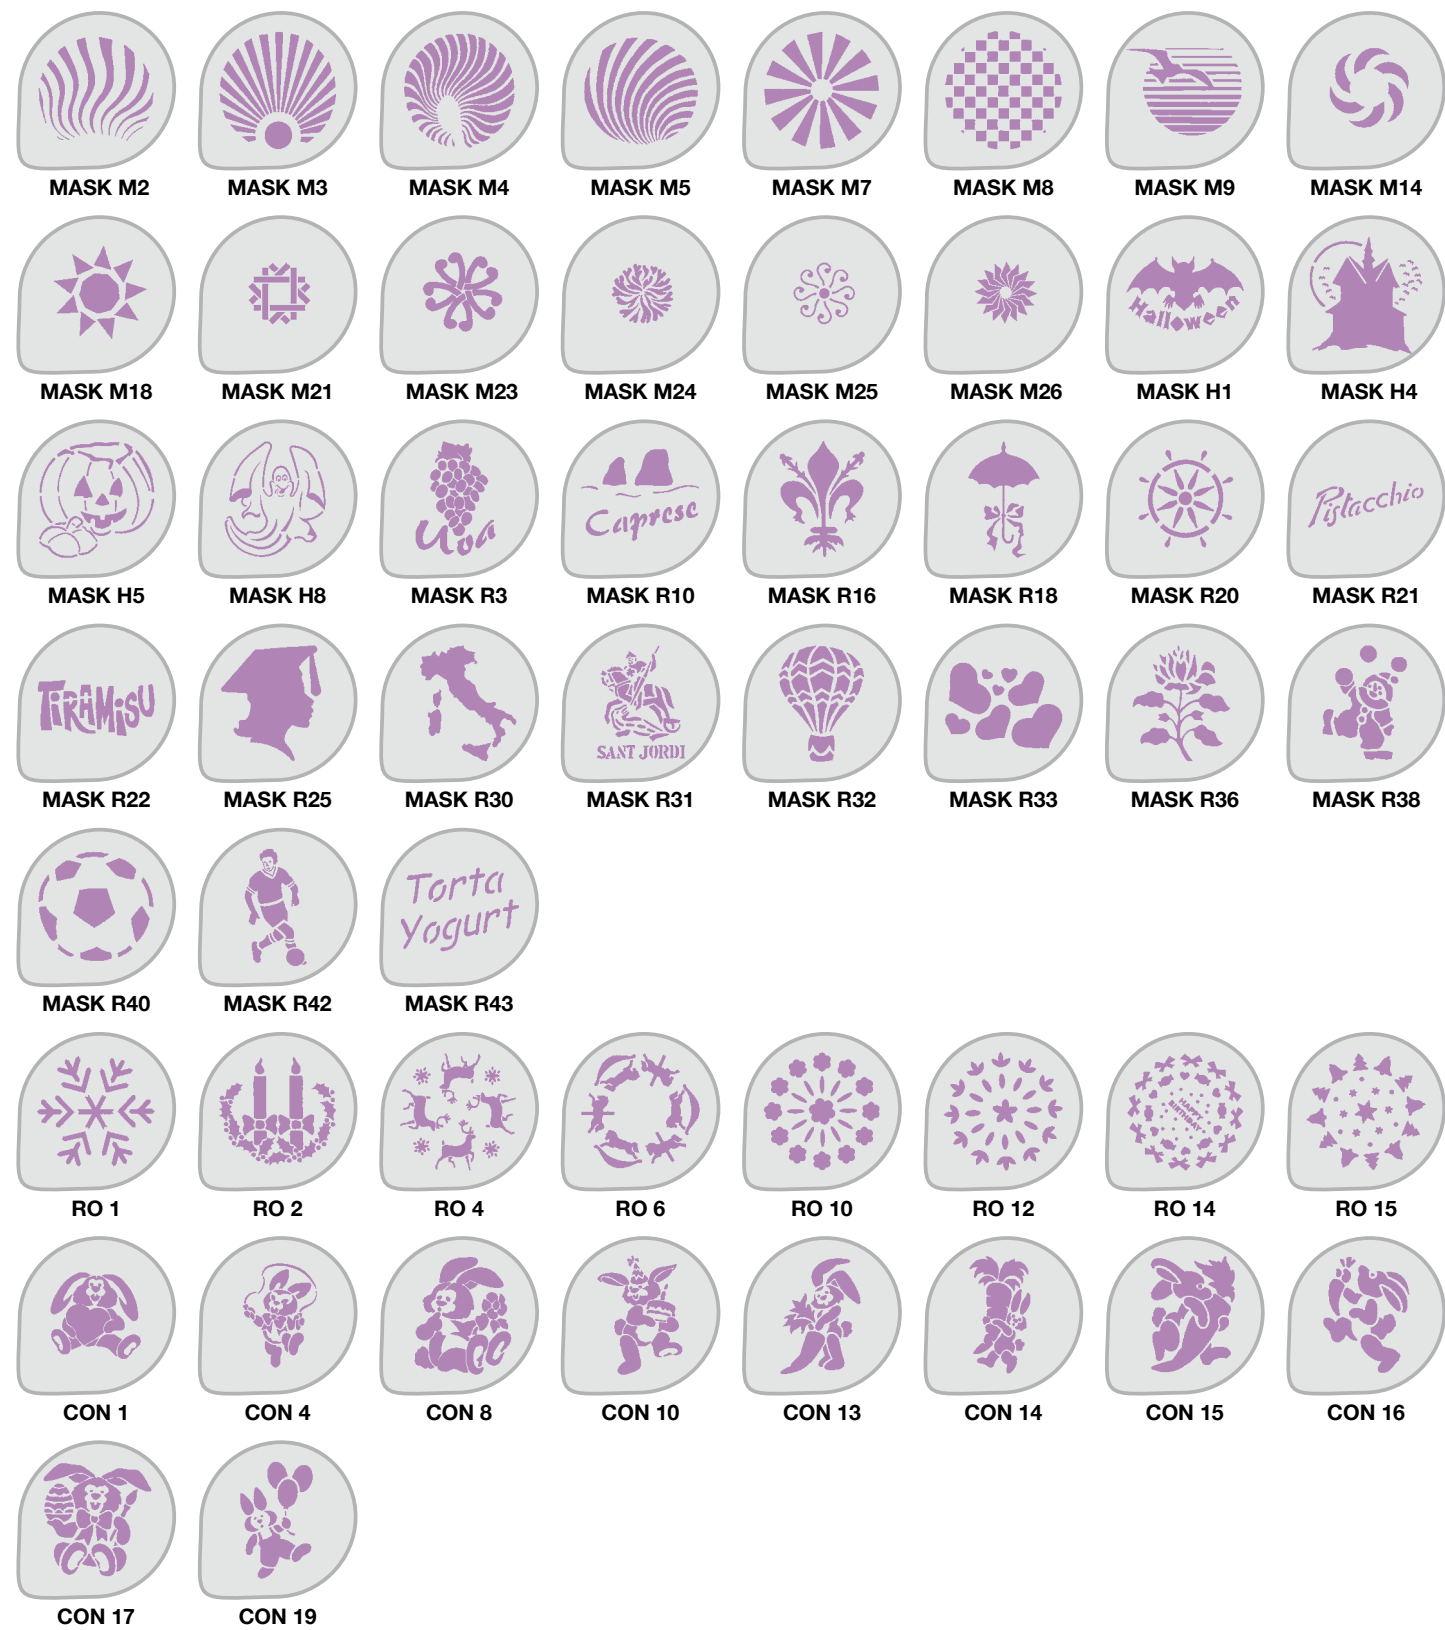 MASK M2 MASK M3 MASK M4 MASK M5 MASK M7 MASK M8 MASK M9 MASK M14
Halloween
MASK M18 MASK M21 MASK M23 MASK M24 MASK M25 MASK M26 MASK H1 MASK H4
Uva
Caprese
Pistacchio
MASK H5 MASK H8 MASK R3 MASK R10 MASK R16 MASK R18 MASK R20 MASK R21
TiRAMiSU
SANT JORDI
MASK R22 MASK R25 MASK R30 MASK R31 MASK R32 MASK R33 MASK R36 MASK R38
Torta
Yogurt
MASK R40 MASK R42 MASK R43
HAPPY
BIRTHDAY
RO 1 RO 2 RO 4 RO 6 RO 10 RO 12 RO 14 RO 15
CON 1 CON 4 CON 8 CON 10 CON 13 CON 14 CON 15 CON 16
CON 17 CON 19